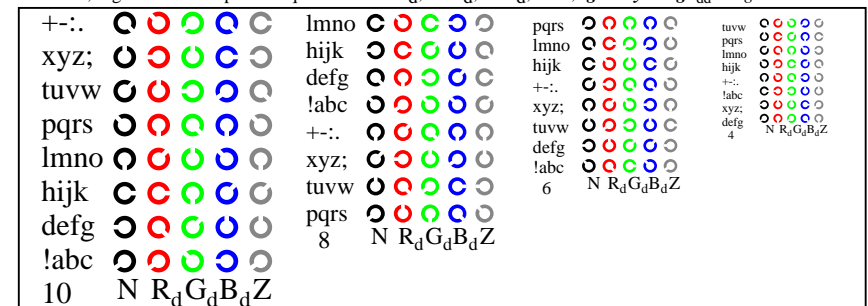 +-:.
xyz;
tuvw
pqrs
lmno
hijk
defg
!abc
10 N RdGdBdZ
lmno
hijk
defg
!abc
+-:.
xyz;
tuvw
pqrs
8 N RdGdBdZ
pqrs
lmno
hijk
+-:.
xyz;
tuvw
defg
!abc
6 N RdGdBdZ
tuvw
pqrs
lmno
hijk
+-:.
!abc
xyz;
defg
4 N RdGdBdZ